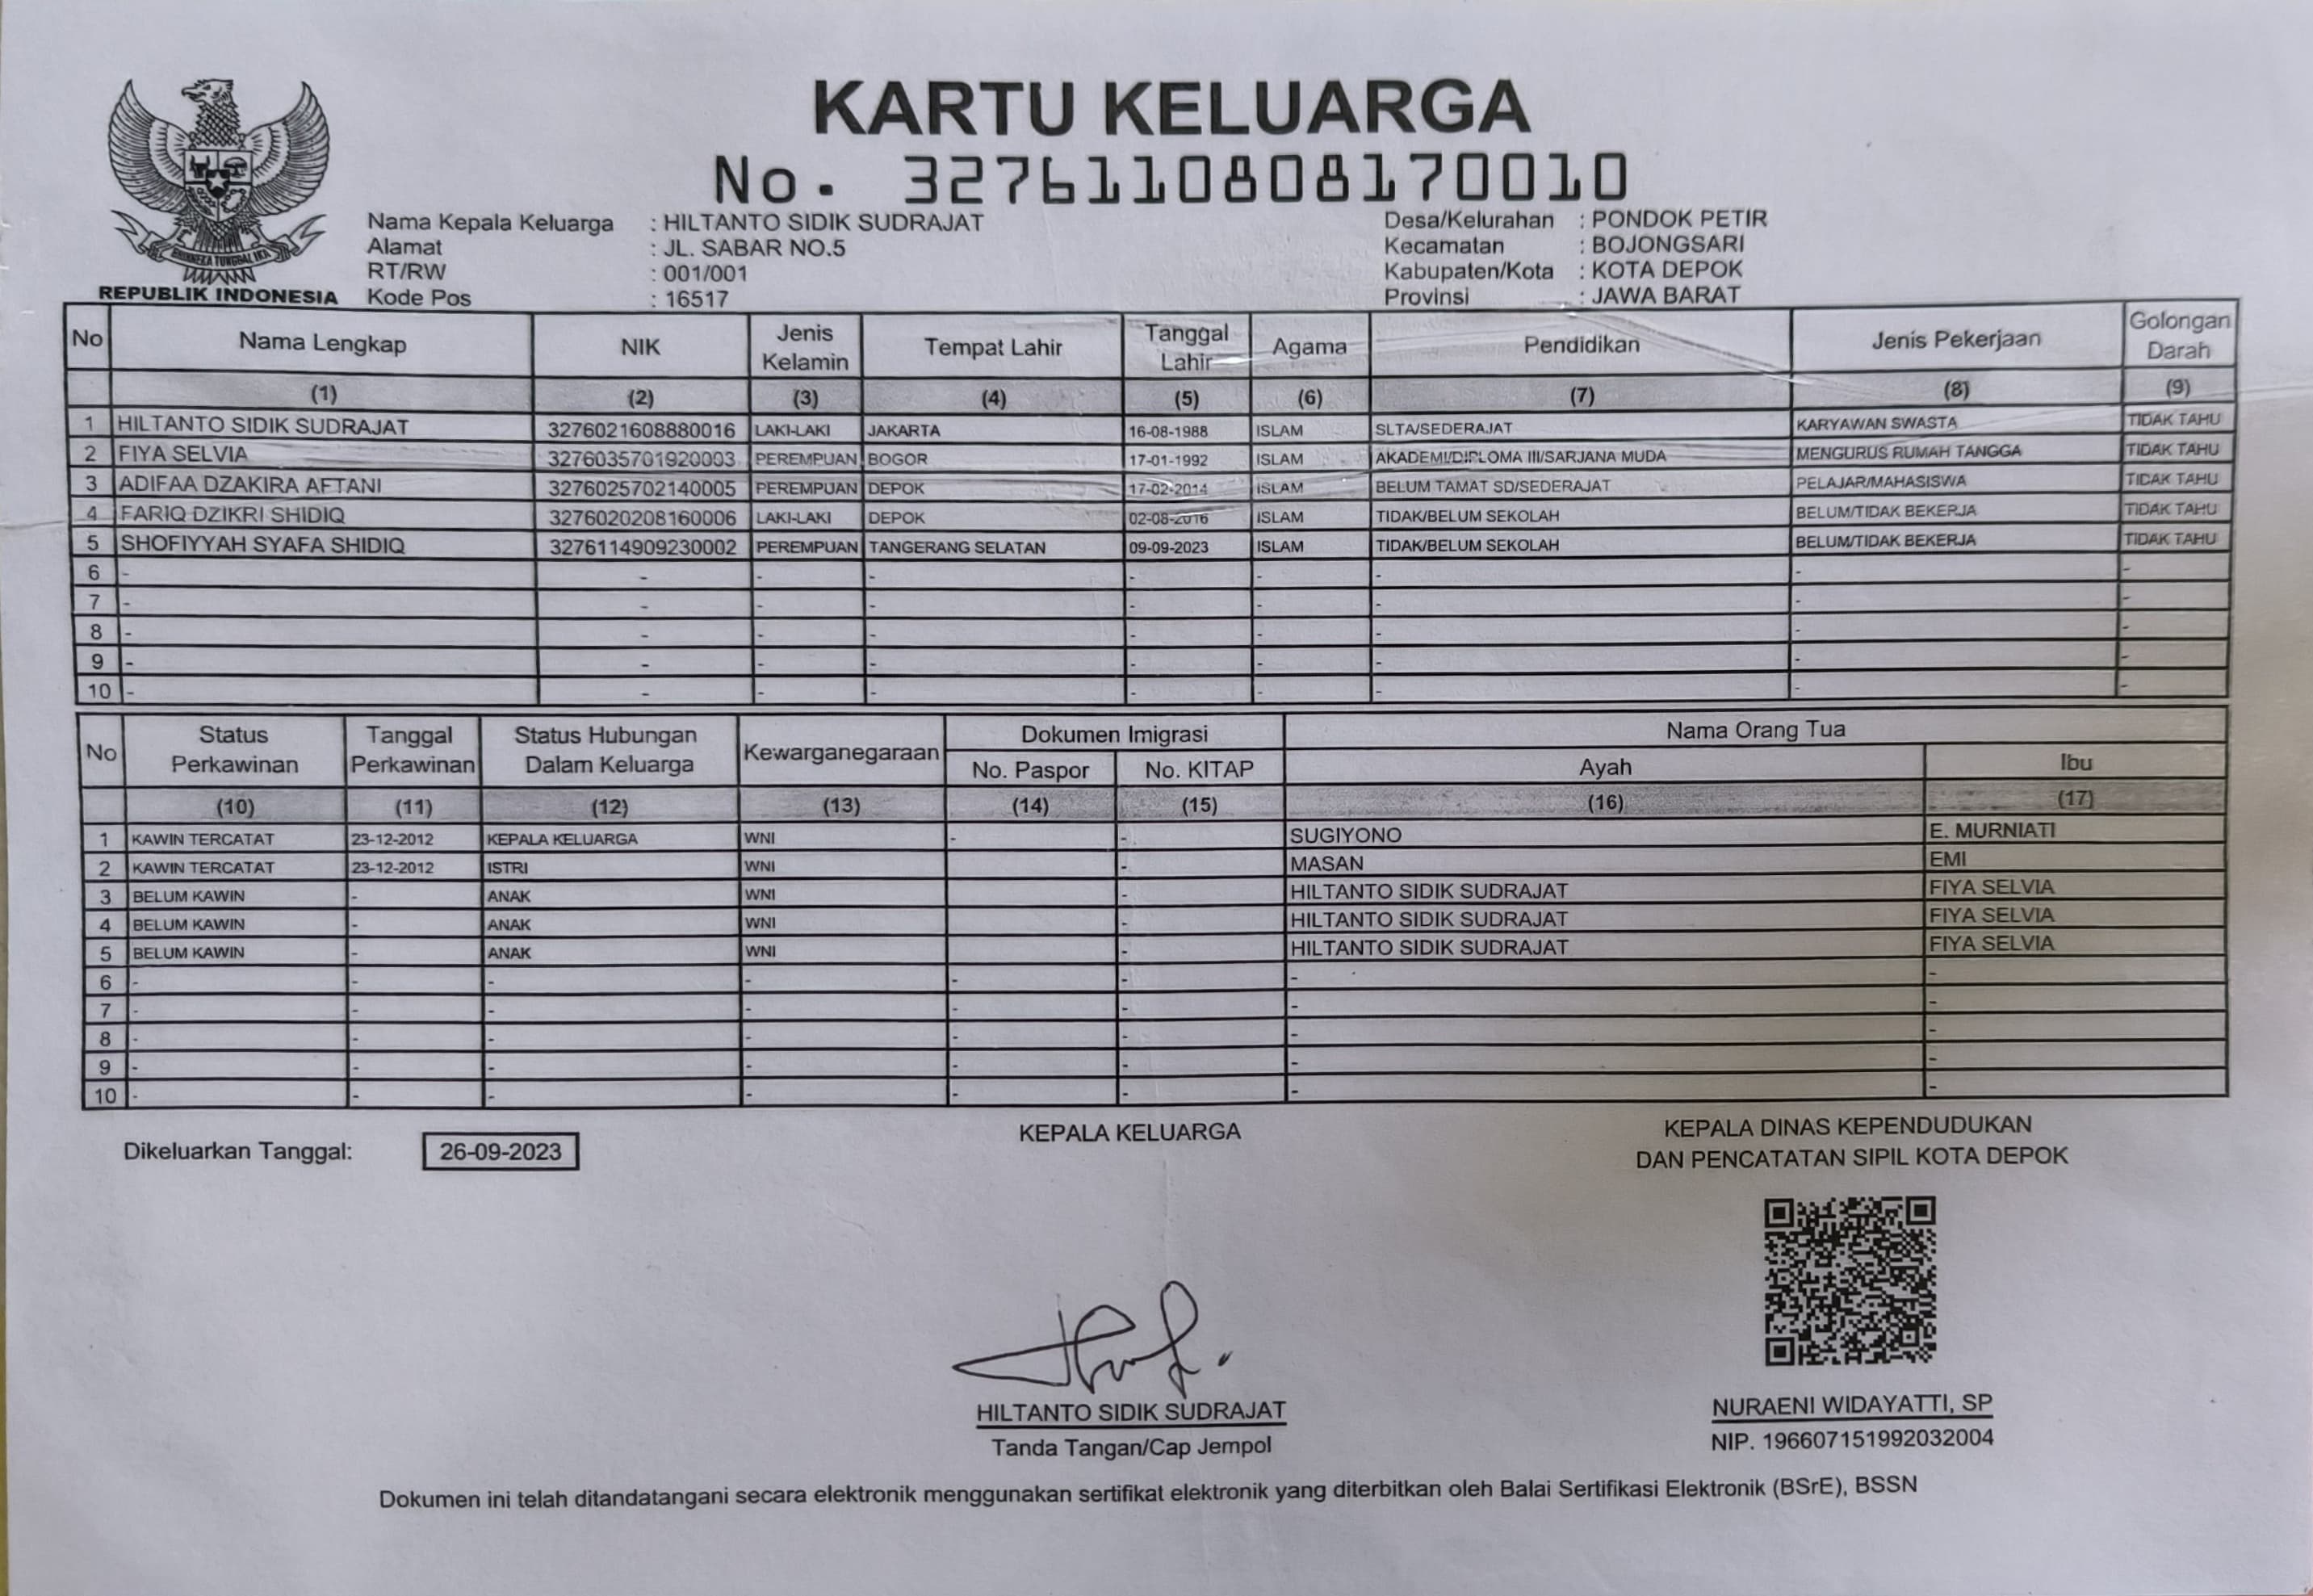 KARTU KELUARGA
No. 3276110808170010
Nama Kepala Keluarga : HILTANTO SIDIK SUDRAJAT
Alamat : JL. SABAR NO.5
RT/RW : 001/001
Kode Pos : 16517
Desa/Kelurahan : PONDOK PETIR
Kecamatan : BOJONGSARI
Kabupaten/Kota : KOTA DEPOK
Provinsi : JAWA BARAT
BHINNEKA TUNGGAL IKA
REPUBLIK INDONESIA
No Nama Lengkap NIK Jenis Kelamin Tempat Lahir Tanggal Lahir Agama Pendidikan Jenis Pekerjaan Golongan Darah
(1) (2) (3) (4) (5) (6) (7) (8) (9)
1 HILTANTO SIDIK SUDRAJAT 3276021608880016 LAKI-LAKI JAKARTA 16-08-1988 ISLAM SLTA/SEDERAJAT KARYAWAN SWASTA TIDAK TAHU
2 FIYA SELVIA 3276035701920003 PEREMPUAN BOGOR 17-01-1992 ISLAM AKADEMI/DIPLOMA III/SARJANA MUDA MENGURUS RUMAH TANGGA TIDAK TAHU
3 ADIFAA DZAKIRA AFTANI 3276025702140005 PEREMPUAN DEPOK 17-02-2014 ISLAM BELUM TAMAT SD/SEDERAJAT PELAJAR/MAHASISWA TIDAK TAHU
4 FARIQ DZIKRI SHIDIQ 3276020208160006 LAKI-LAKI DEPOK 02-08-2016 ISLAM TIDAK/BELUM SEKOLAH BELUM/TIDAK BEKERJA TIDAK TAHU
5 SHOFIYYAH SYAFA SHIDIQ 3276114909230002 PEREMPUAN TANGERANG SELATAN 09-09-2023 ISLAM TIDAK/BELUM SEKOLAH BELUM/TIDAK BEKERJA TIDAK TAHU
6 - - - - - - - - -
7 - - - - - - - - -
8 - - - - - - - - -
9 - - - - - - - - -
10 - - - - - - - - -
No Status Perkawinan Tanggal Perkawinan Status Hubungan Dalam Keluarga Kewarganegaraan Dokumen Imigrasi Nama Orang Tua
No. Paspor No. KITAP Ayah Ibu
(10) (11) (12) (13) (14) (15) (16) (17)
1 KAWIN TERCATAT 23-12-2012 KEPALA KELUARGA WNI - - SUGIYONO E. MURNIATI
2 KAWIN TERCATAT 23-12-2012 ISTRI WNI - MASAN EMI
3 BELUM KAWIN - ANAK WNI - HILTANTO SIDIK SUDRAJAT FIYA SELVIA
4 BELUM KAWIN - ANAK WNI - HILTANTO SIDIK SUDRAJAT FIYA SELVIA
5 BELUM KAWIN - ANAK WNI - HILTANTO SIDIK SUDRAJAT FIYA SELVIA
6 - - - - - - - -
7 - - - - - - - -
8 - - - - - - - -
9 - - - - - - - -
10 - - - - - - - -
Dikeluarkan Tanggal: 26-09-2023
KEPALA KELUARGA
HILTANTO SIDIK SUDRAJAT
Tanda Tangan/Cap Jempol
KEPALA DINAS KEPENDUDUKAN
DAN PENCATATAN SIPIL KOTA DEPOK
NURAENI WIDAYATTI, SP
NIP. 196607151992032004
Dokumen ini telah ditandatangani secara elektronik menggunakan sertifikat elektronik yang diterbitkan oleh Balai Sertifikasi Elektronik (BSrE), BSSN